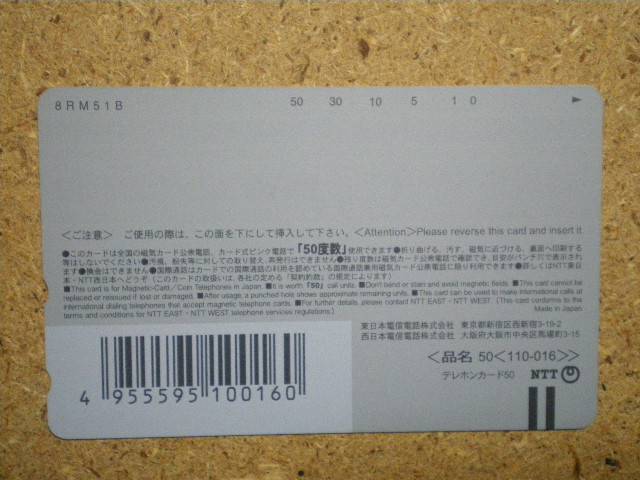 8RM51B 50 30 10 5 1 0
＜ご注意＞ ご使用の際は、この面を下にして挿入して下さい。＜Attention＞Please reverse this card and insert it
●このカードは全国の磁気カード公衆電話、カード式ピンク電話で「50度数」使用できます●折り曲げる、汚す、磁気に近づける、裏面へ印刷する
等はしないでください●汚損、紛失等に対しての取り替え、再発行はできません●残り度数は磁気カード公衆電話で確認でき、目安がパンチ穴で表示されま
す●換金はできません●国際通話はカードでの国際通話の利用を認めている国際通話兼用磁気カード公衆電話に限り利用できます●詳しくはNTT東日
本・NTT西日本へどうぞ（このカードの取扱いは、各社の定める「契約約款」の規定によります）
■This card is for Magnetic-Card／Coin Telephones in Japan. ■It is worth「50」call units. ■Don't bend or stain and avoid magnetic fields. ■This card cannot be
replaced or reissued if lost or damaged. ■After usage, a punched hole shows approximate remaining units. ■This card can be used to make international calls at
international dialing telephones that accept magnetic telephone cards. ■For further details, please contact NTT EAST・NTT WEST (This card conforms to the
terms and conditions for NTT EAST・NTT WEST telephone services regulations.) Made in Japan
東日本電信電話株式会社 東京都新宿区西新宿3-19-2
西日本電信電話株式会社 大阪府大阪市中央区馬場町3-15
＜品名 50＜110-016＞＞
テレホンカード50 NTT
4 955595 100160